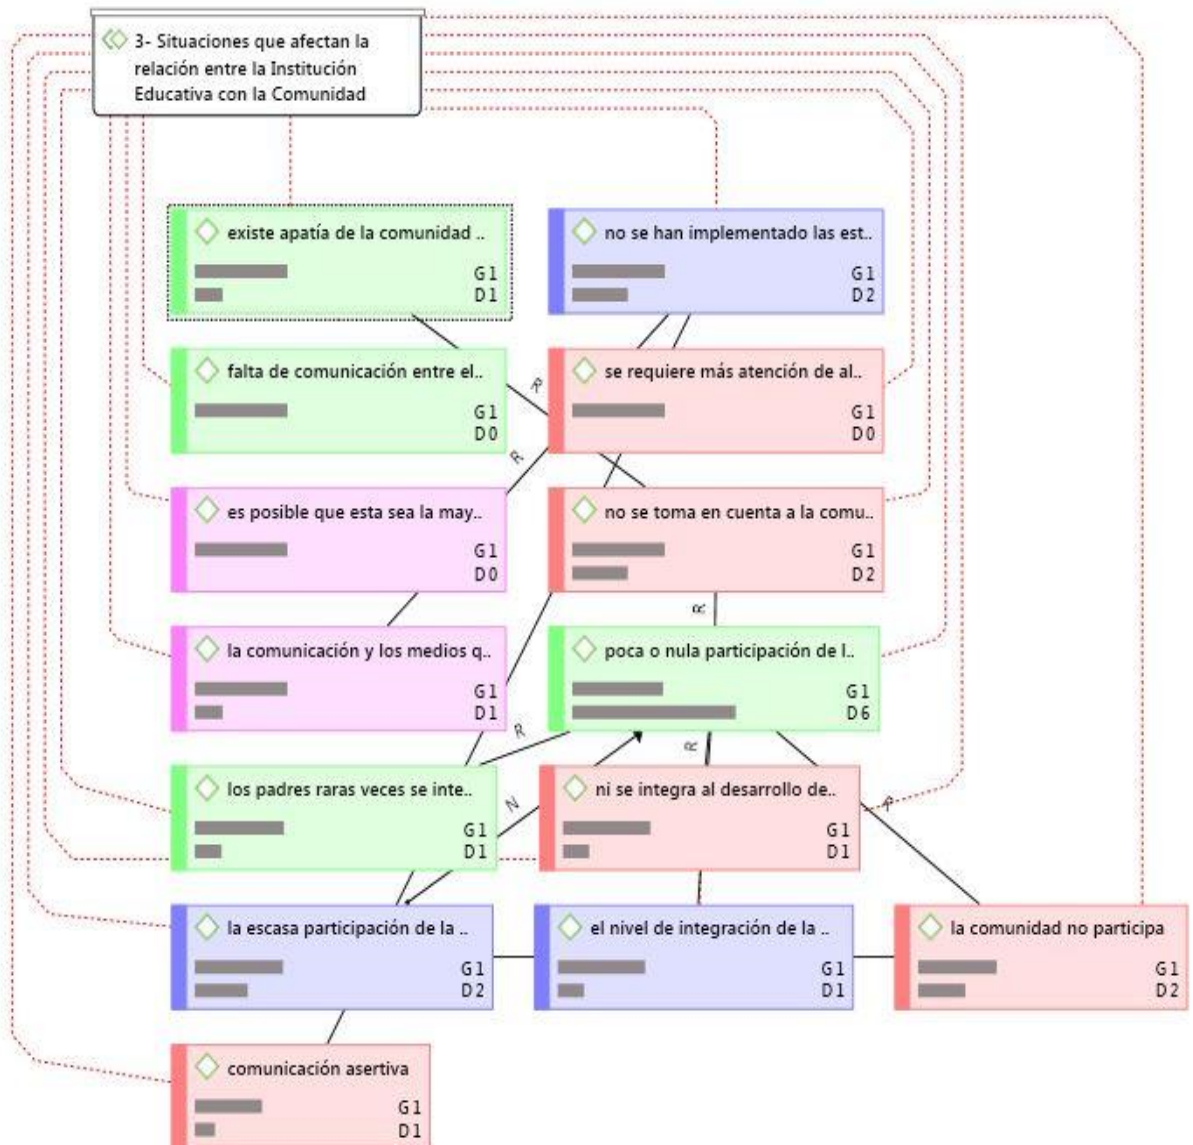 3- Situaciones que afectan la
relación entre la Institución
Educativa con la Comunidad
existe apatía de la comunidad ..
G1
D1
no se han implementado las est..
G1
D2
falta de comunicación entre el..
G1
D0
se requiere más atención de al..
G1
D0
R
R
es posible que esta sea la may..
G1
D0
no se toma en cuenta a la comu..
G1
D2
R
la comunicación y los medios q..
G1
D1
poca o nula participación de l..
G1
D6
R
R
los padres raras veces se inte..
G1
D1
N
ni se integra al desarrollo de..
G1
D1
R
la escasa participación de la ..
G1
D2
el nivel de integración de la ..
G1
D1
la comunidad no participa
G1
D2
comunicación asertiva
G1
D1